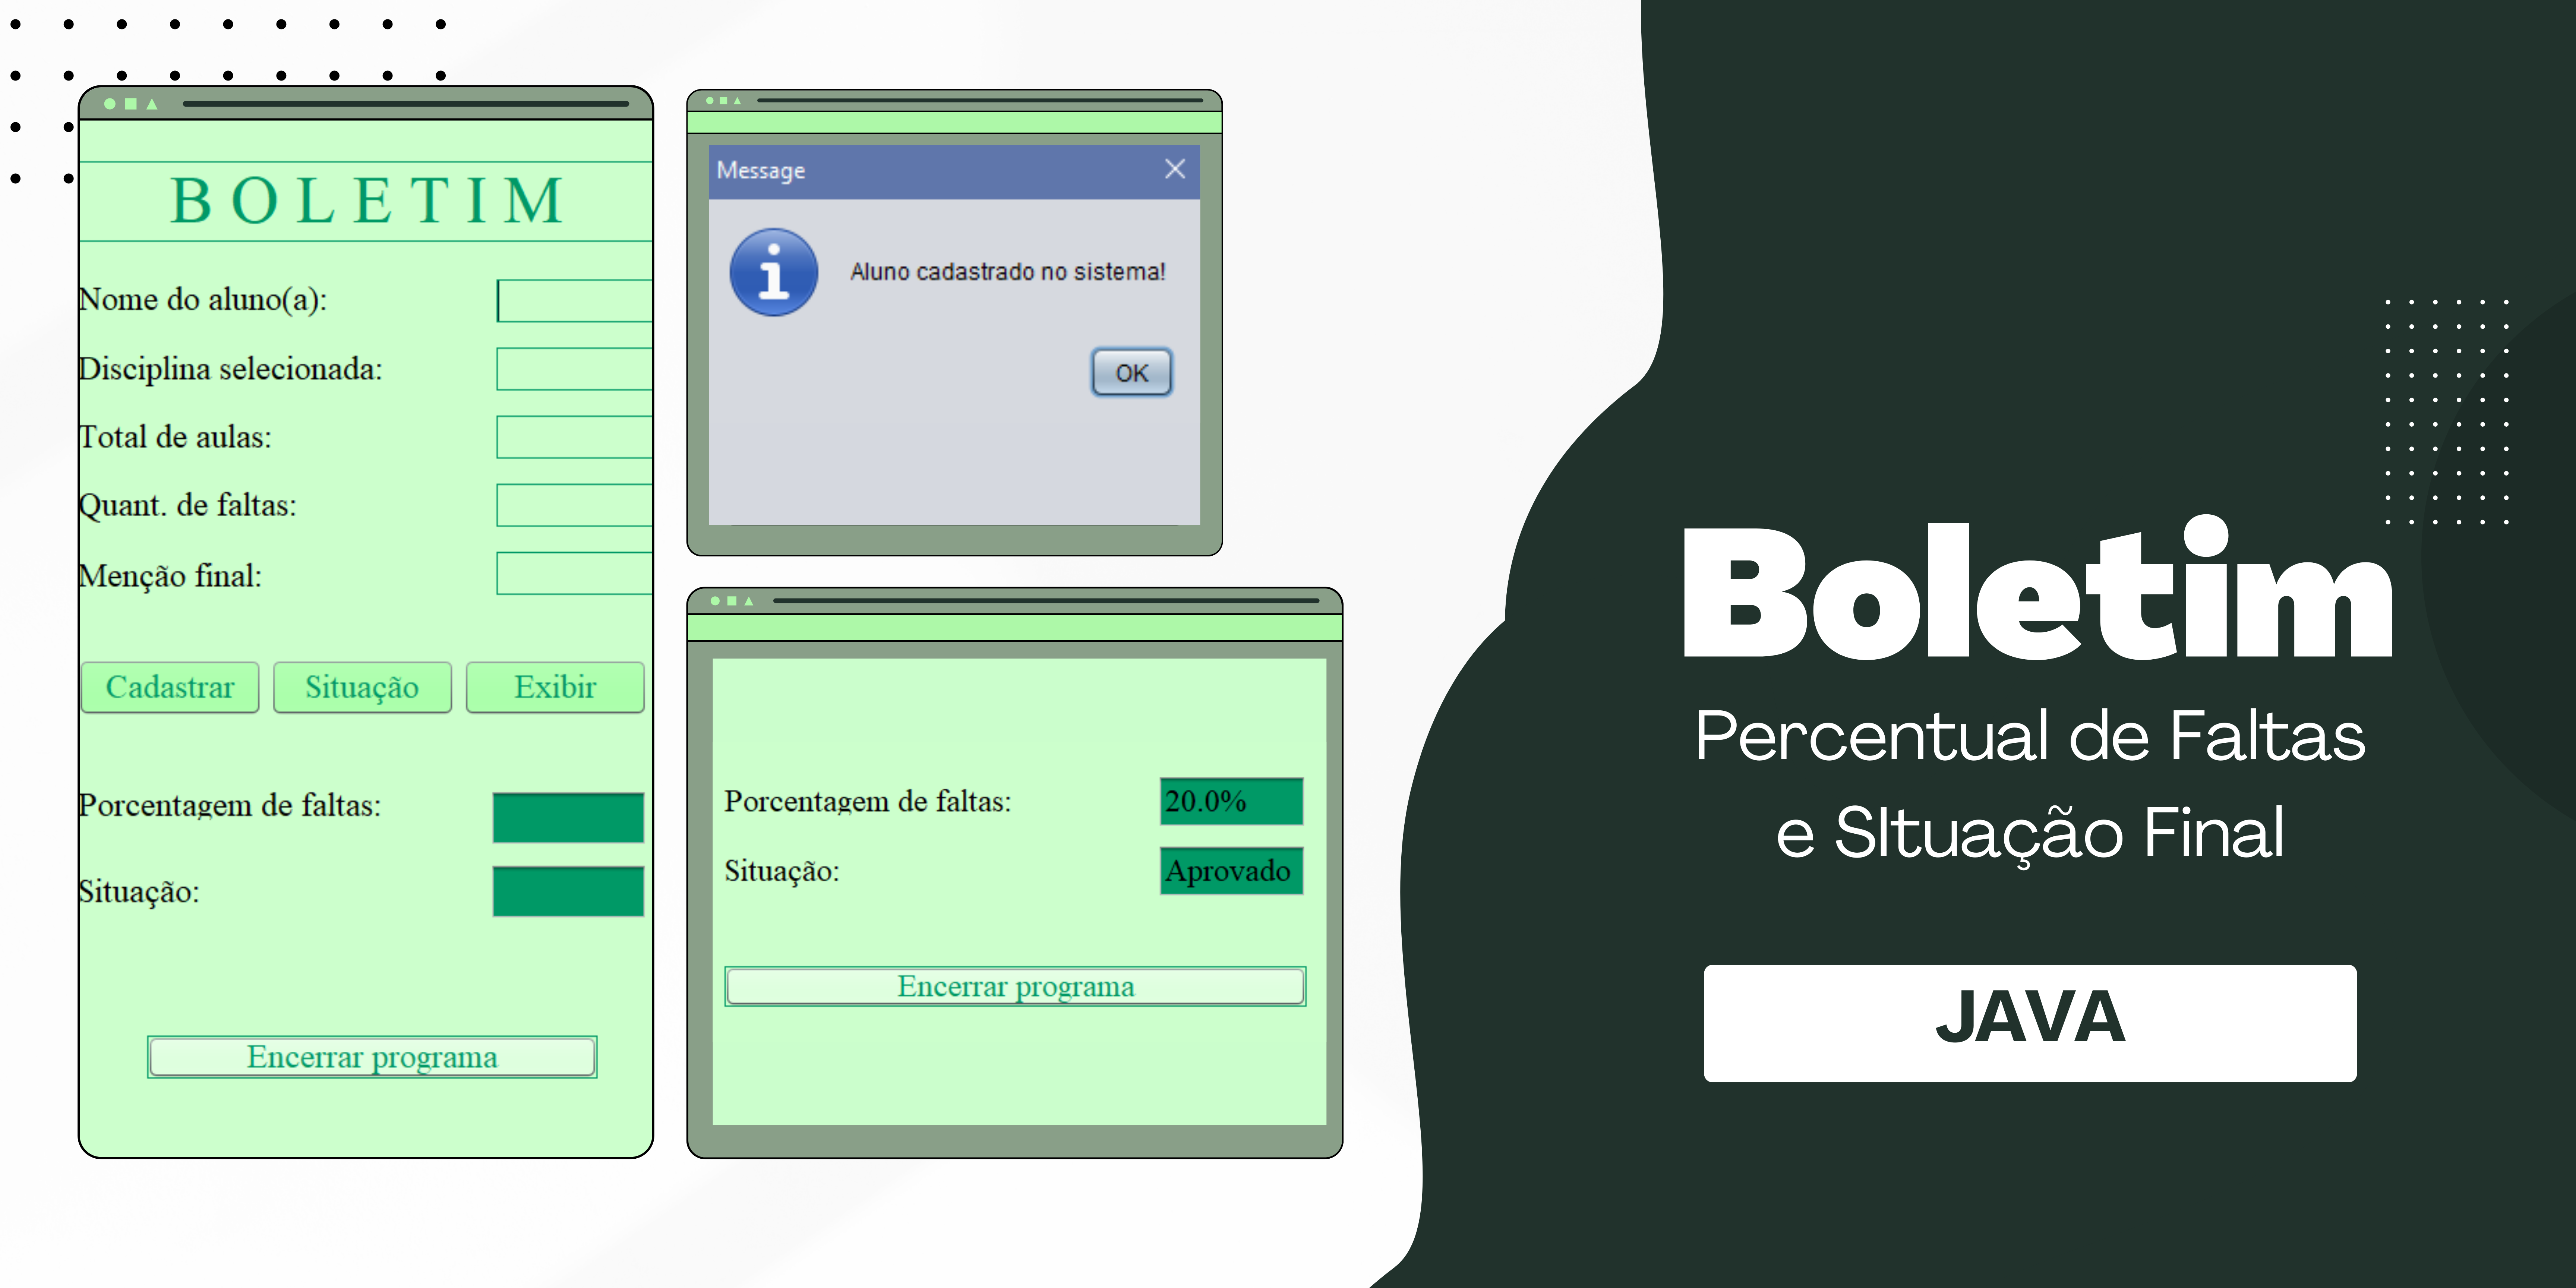 B O L E T I M
Nome do aluno(a):
Disciplina selecionada:
Total de aulas:
Quant. de faltas:
Menção final:
Cadastrar Situação Exibir
Porcentagem de faltas:
Situação:
Encerrar programa
Message
Aluno cadastrado no sistema!
OK
Porcentagem de faltas: 20.0%
Situação: Aprovado
Encerrar programa
Boletim
Percentual de Faltas
e SItuação Final
JAVA